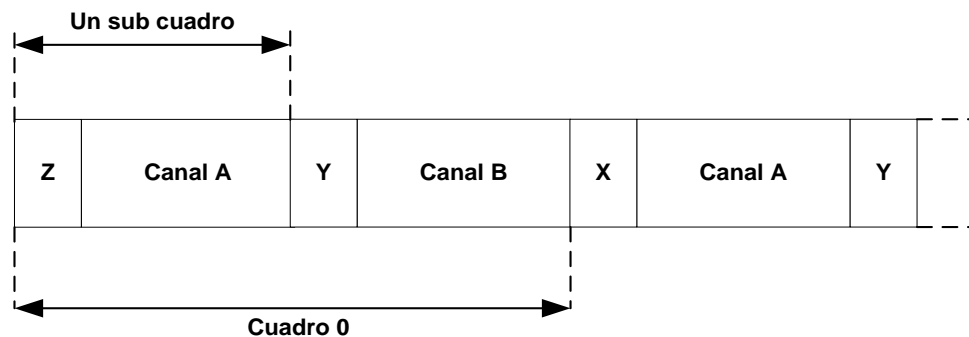 Un sub cuadro
Z Canal A Y Canal B X Canal A Y
Cuadro 0